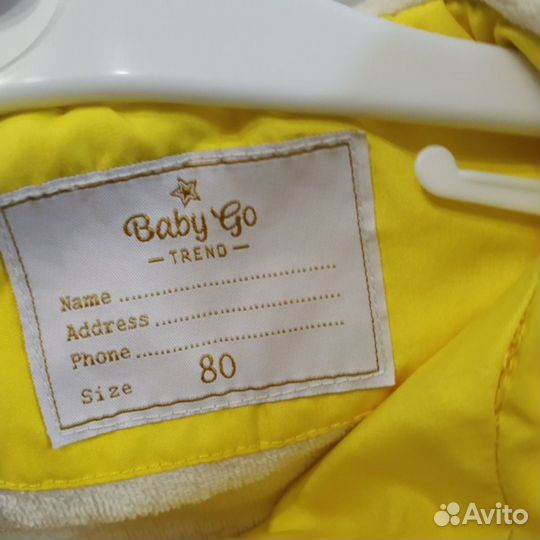 Baby Go
— TREND —
Name ........................................
Address ...................................
Phone ......................................
Size 80
Avito